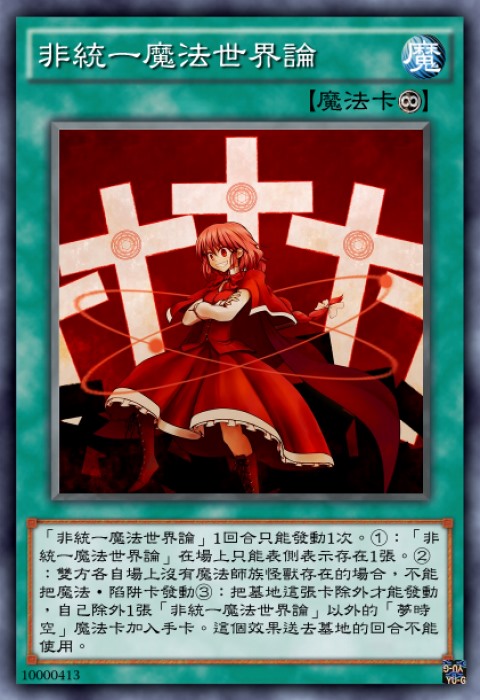 非統一魔法世界論
魔
【魔法卡】
「非統一魔法世界論」1回合只能發動1次。①：「非
統一魔法世界論」在場上只能表側表示存在1張。②
：雙方各自場上沒有魔法師族怪獸存在的場合，不能
把魔法・陷阱卡發動③：把墓地這張卡除外才能發動
，自己除外1張「非統一魔法世界論」以外的「夢時
空」魔法卡加入手卡。這個效果送去墓地的回合不能
使用。
10000413